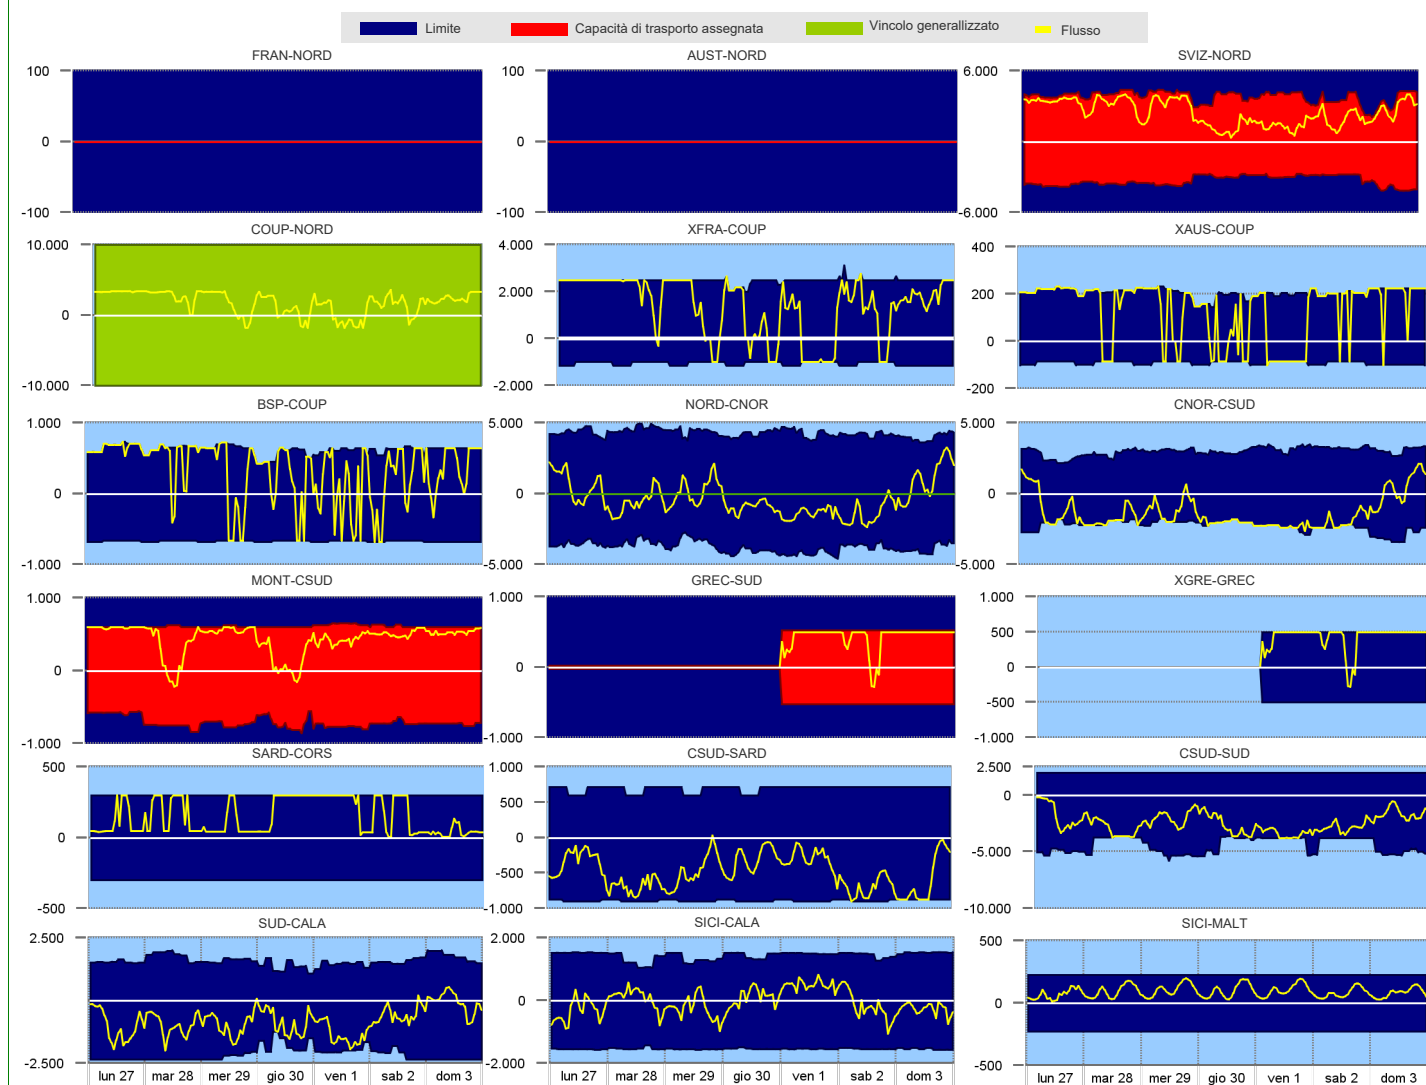 Limite Capacità di trasporto assegnata Vincolo generallizzato Flusso
FRAN-NORD AUST-NORD SVIZ-NORD
100 100 6.000
0 0 0
-100 -100 -6.000
COUP-NORD XFRA-COUP XAUS-COUP
10.000 4.000 400
2.000 200
0 0 0
-10.000 -2.000 -200
BSP-COUP NORD-CNOR CNOR-CSUD
1.000 5.000 5.000
0 0 0
-1.000 -5.000 -5.000
MONT-CSUD GREC-SUD XGRE-GREC
1.000 1.000 1.000
500 500
0 0 0
-500 -500
-1.000 -1.000 -1.000
SARD-CORS CSUD-SARD CSUD-SUD
500 1.000 2.500
500 0
0 0
-500 -5.000
-500 -1.000 -10.000
SUD-CALA SICI-CALA SICI-MALT
2.500 2.000 500
0 0 0
-2.500 -2.000 -500
lun 27 mar 28 mer 29 gio 30 ven 1 sab 2 dom 3 lun 27 mar 28 mer 29 gio 30 ven 1 sab 2 dom 3 lun 27 mar 28 mer 29 gio 30 ven 1 sab 2 dom 3